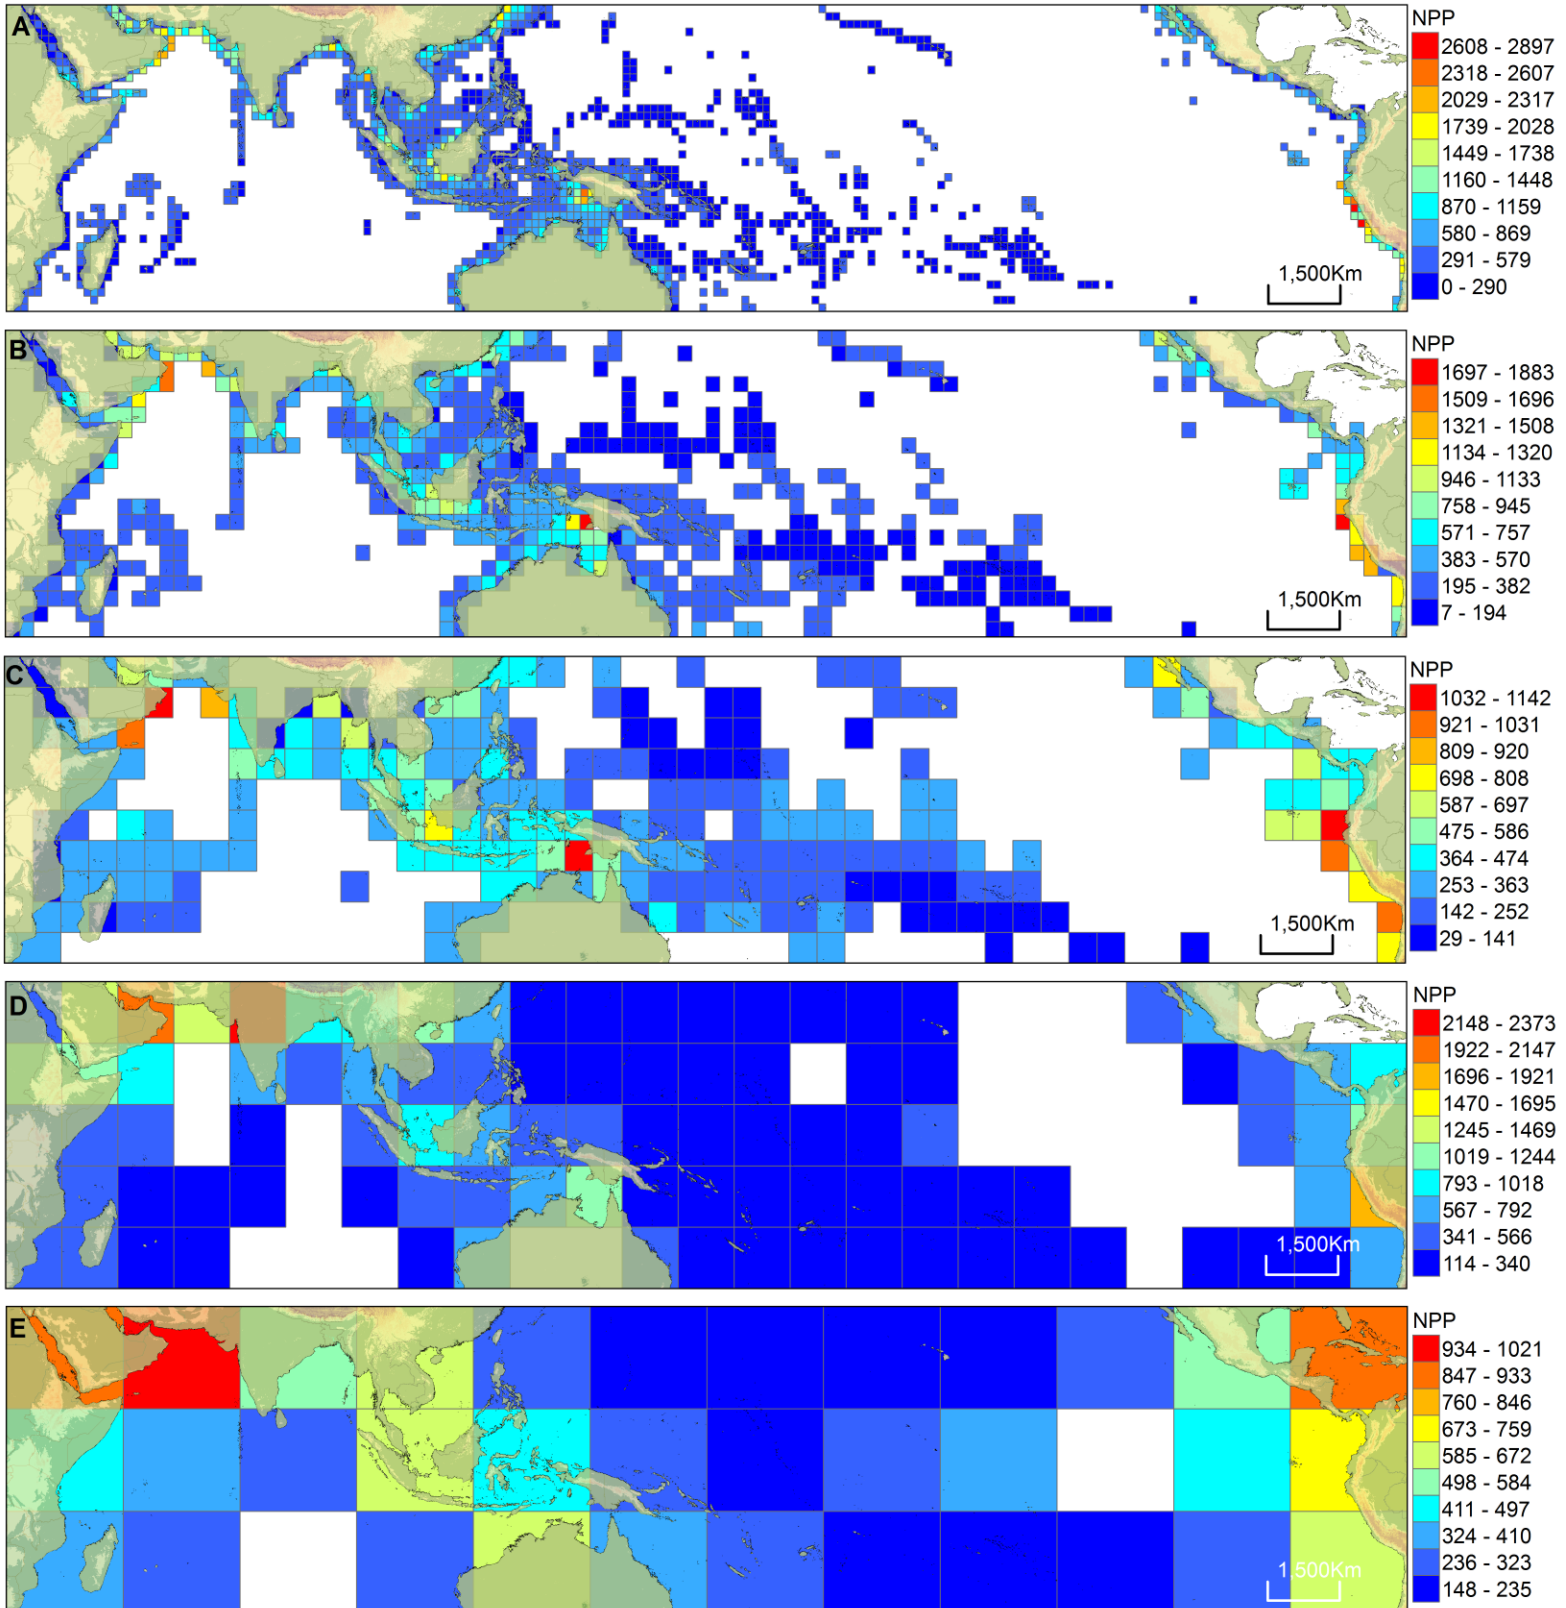 A
NPP
2608 - 2897
2318 - 2607
2029 - 2317
1739 - 2028
1449 - 1738
1160 - 1448
870 - 1159
580 - 869
291 - 579
0 - 290
1,500Km
B
NPP
1697 - 1883
1509 - 1696
1321 - 1508
1134 - 1320
946 - 1133
758 - 945
571 - 757
383 - 570
195 - 382
7 - 194
1,500Km
C
NPP
1032 - 1142
921 - 1031
809 - 920
698 - 808
587 - 697
475 - 586
364 - 474
253 - 363
142 - 252
29 - 141
1,500Km
D
NPP
2148 - 2373
1922 - 2147
1696 - 1921
1470 - 1695
1245 - 1469
1019 - 1244
793 - 1018
567 - 792
341 - 566
114 - 340
1,500Km
E
NPP
934 - 1021
847 - 933
760 - 846
673 - 759
585 - 672
498 - 584
411 - 497
324 - 410
236 - 323
148 - 235
1,500Km